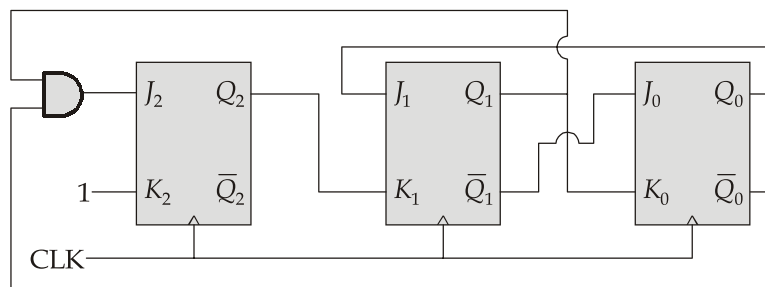 J₂ Q₂ J₁ Q₁ J₀ Q₀
1 K₂ Q̅₂ K₁ Q̅₁ K₀ Q̅₀
CLK